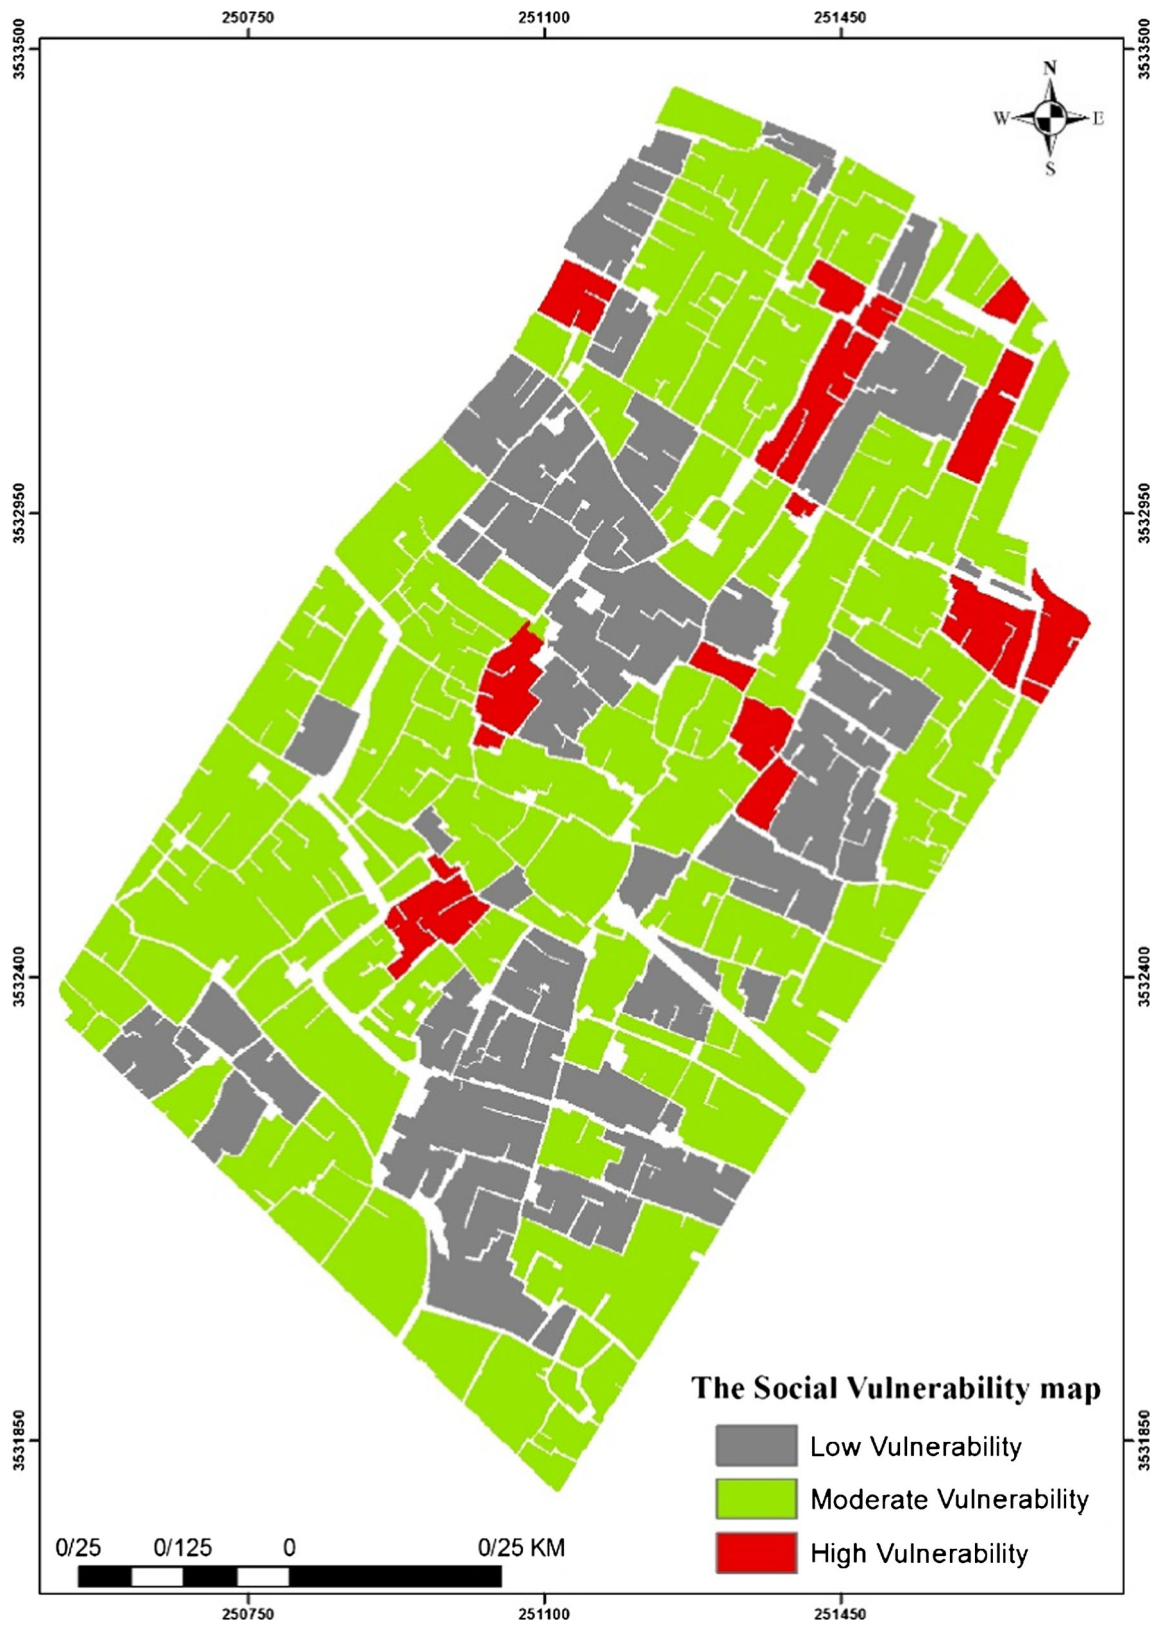 250750 251100 251450
3533500 3533500
N
W E
S
3532950 3532950
3532400 3532400
The Social Vulnerability map
Low Vulnerability
Moderate Vulnerability
High Vulnerability
3531850 3531850
0/25 0/125 0 0/25 KM
250750 251100 251450